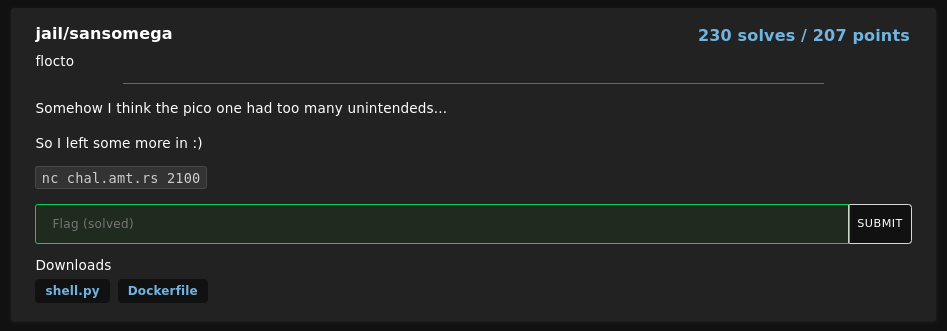 jail/sansomega
230 solves / 207 points
flocto
Somehow I think the pico one had too many unintendeds...
So I left some more in :)
nc chal.amt.rs 2100
Flag (solved)
SUBMIT
Downloads
shell.py
Dockerfile